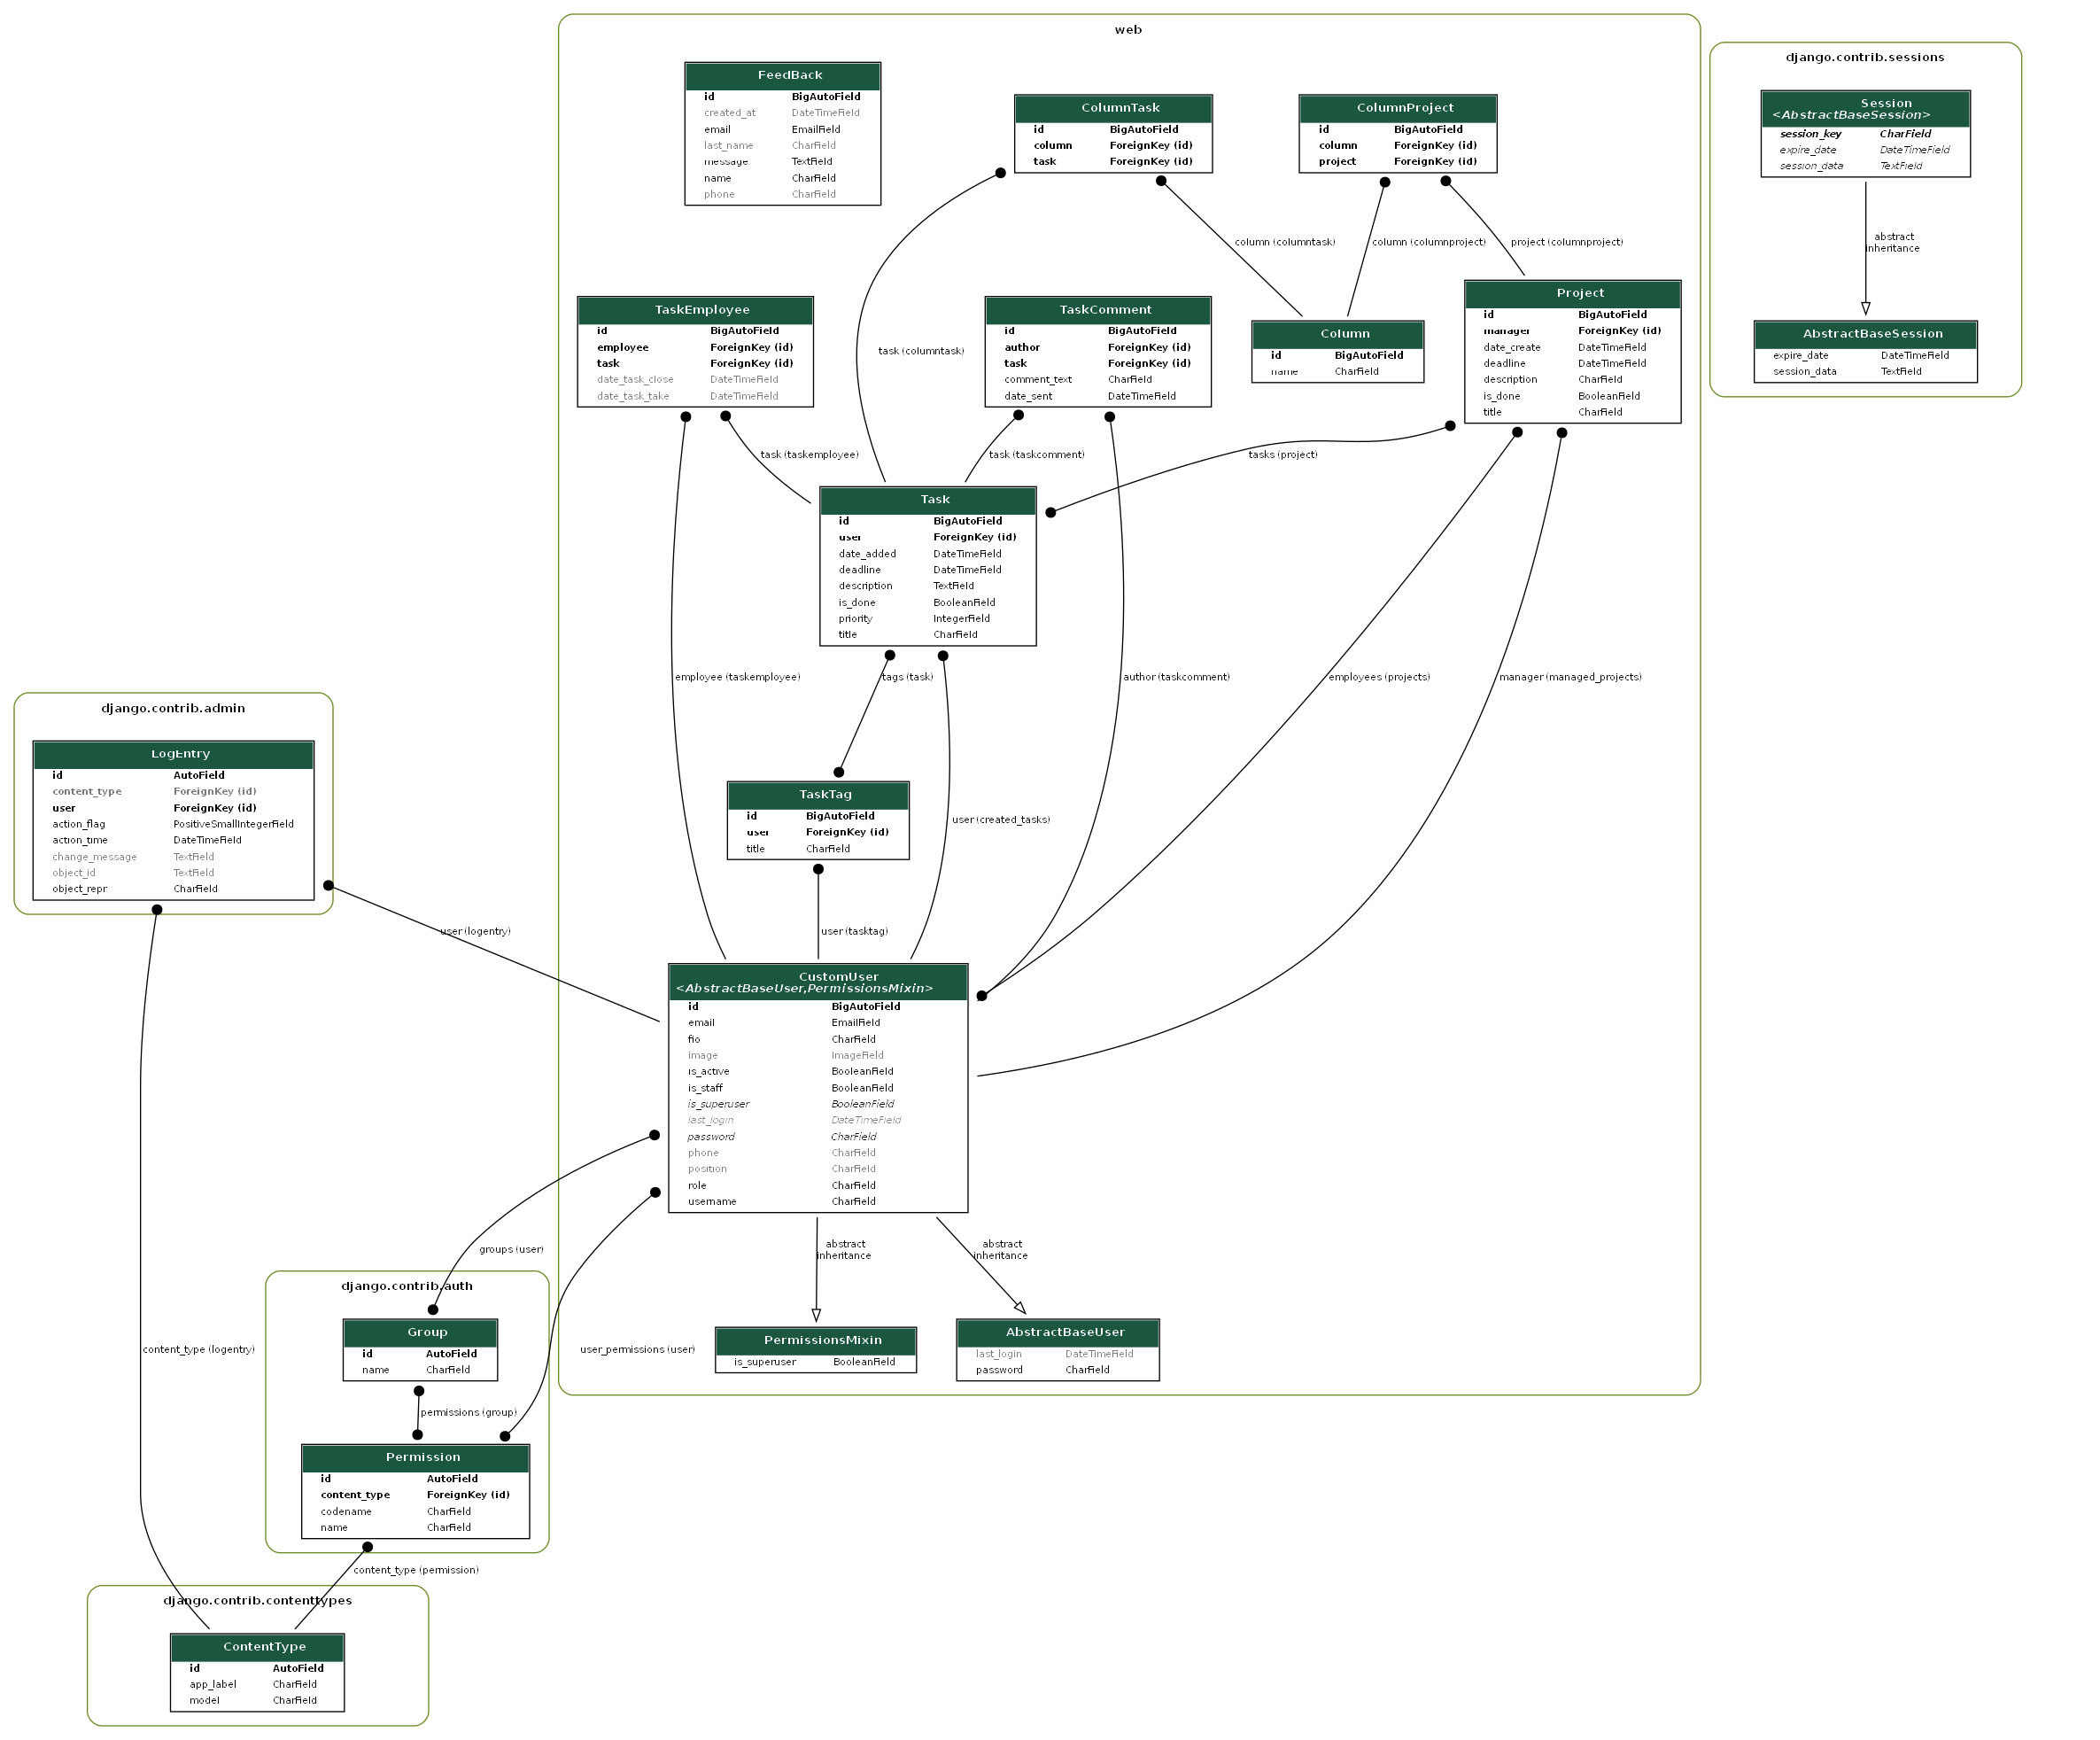 web
FeedBack
id BigAutoField
created_at DateTimeField
email EmailField
last_name CharField
message TextField
name CharField
phone CharField
ColumnTask
id BigAutoField
column ForeignKey (id)
task ForeignKey (id)
ColumnProject
id BigAutoField
column ForeignKey (id)
project ForeignKey (id)
django.contrib.sessions
Session
<AbstractBaseSession>
session_key CharField
expire_date DateTimeField
session_data TextField
column (columntask)
column (columnproject)
project (columnproject)
abstract
inheritance
TaskEmployee
id BigAutoField
employee ForeignKey (id)
task ForeignKey (id)
date_task_close DateTimeField
date_task_take DateTimeField
task (columntask)
TaskComment
id BigAutoField
author ForeignKey (id)
task ForeignKey (id)
comment_text CharField
date_sent DateTimeField
Column
id BigAutoField
name CharField
Project
id BigAutoField
manager ForeignKey (id)
date_create DateTimeField
deadline DateTimeField
description CharField
is_done BooleanField
title CharField
AbstractBaseSession
expire_date DateTimeField
session_data TextField
task (taskemployee)
task (taskcomment)
tasks (project)
Task
id BigAutoField
user ForeignKey (id)
date_added DateTimeField
deadline DateTimeField
description TextField
is_done BooleanField
priority IntegerField
title CharField
employee (taskemployee)
tags (task)
author (taskcomment)
employees (projects)
manager (managed_projects)
django.contrib.admin
LogEntry
id AutoField
content_type ForeignKey (id)
user ForeignKey (id)
action_flag PositiveSmallIntegerField
action_time DateTimeField
change_message TextField
object_id TextField
object_repr CharField
TaskTag
id BigAutoField
user ForeignKey (id)
title CharField
user (created_tasks)
user (logentry)
user (tasktag)
CustomUser
<AbstractBaseUser,PermissionsMixin>
id BigAutoField
email EmailField
fio CharField
image ImageField
is_active BooleanField
is_staff BooleanField
is_superuser BooleanField
last_login DateTimeField
password CharField
phone CharField
position CharField
role CharField
username CharField
groups (user)
abstract
inheritance
abstract
inheritance
django.contrib.auth
Group
id AutoField
name CharField
content_type (logentry)
user_permissions (user)
PermissionsMixin
is_superuser BooleanField
AbstractBaseUser
last_login DateTimeField
password CharField
permissions (group)
Permission
id AutoField
content_type ForeignKey (id)
codename CharField
name CharField
content_type (permission)
django.contrib.contenttypes
ContentType
id AutoField
app_label CharField
model CharField